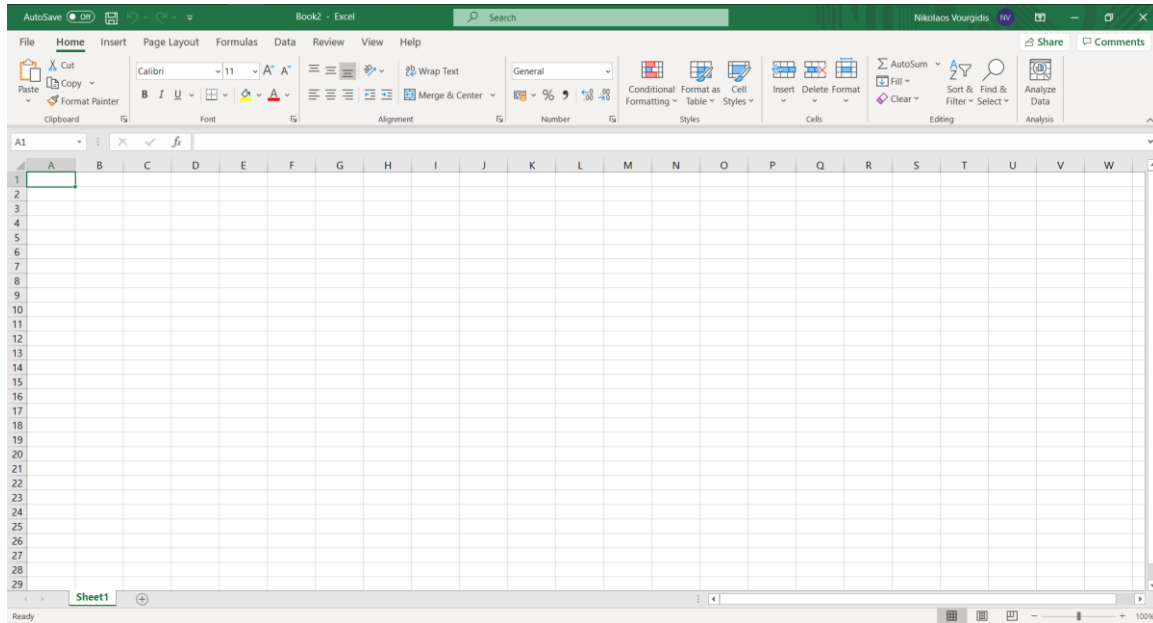 AutoSave Off Book2 - Excel Search Nikolaos Vourgidis NV
File Home Insert Page Layout Formulas Data Review View Help Share Comments
Cut Calibri 11 A^ A˅ Wrap Text General AutoSum
Paste Copy Conditional Format as Cell Insert Delete Format Fill Sort & Find & Analyze
Format Painter B I U A Merge & Center % Formatting Table Styles Clear Filter Select Data
Clipboard Font Alignment Number Styles Cells Editing Analysis
A1 fx
A B C D E F G H I J K L M N O P Q R S T U V W
1
2
3
4
5
6
7
8
9
10
11
12
13
14
15
16
17
18
19
20
21
22
23
24
25
26
27
28
29
Sheet1
Ready 100%